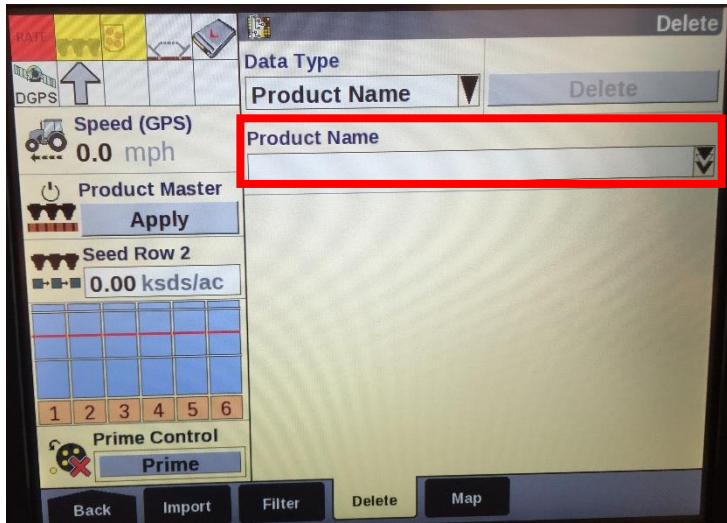 Delete
RATE
DGPS
Data Type
Product Name
Delete
Product Name
Speed (GPS)
0.0 mph
Product Master
Apply
Seed Row 2
0.00 ksds/ac
1 2 3 4 5 6
Prime Control
Prime
Back
Import
Filter
Delete
Map